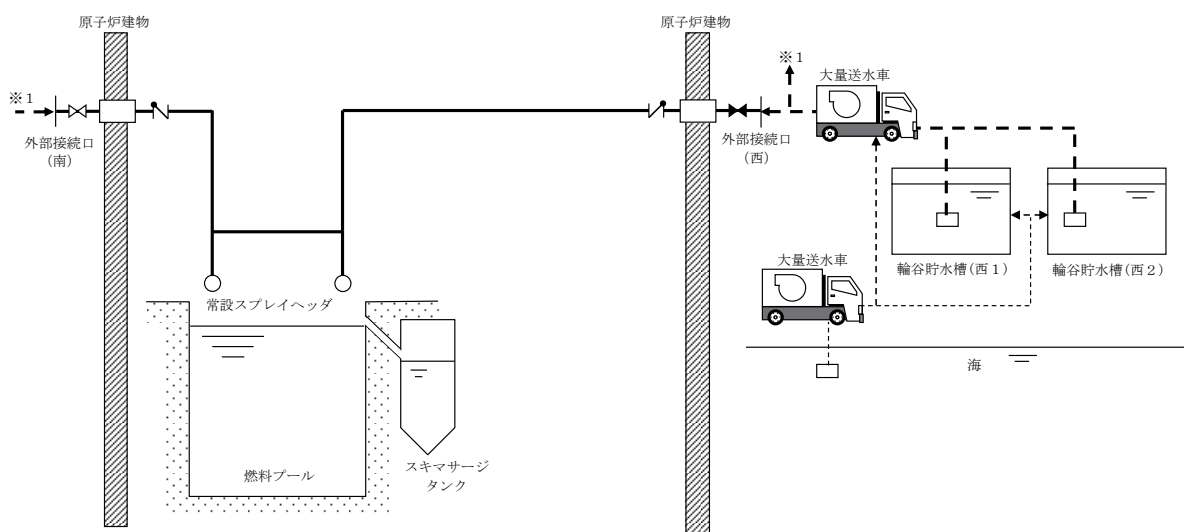 原子炉建物
原子炉建物
※1
※1
大量送水車
外部接続口
(南)
外部接続口
(西)
輪谷貯水槽(西1)
輪谷貯水槽(西2)
大量送水車
常設スプレイヘッダ
海
燃料プール
スキマサージ
タンク